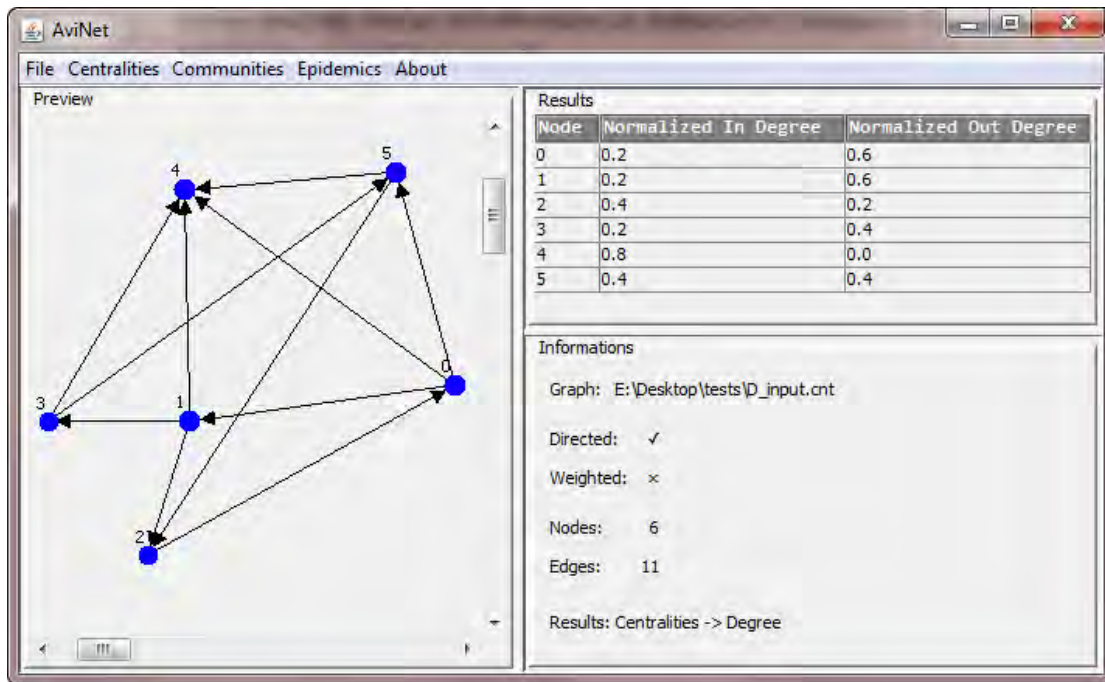 AviNet
File Centralities Communities Epidemics About
Preview
5
4
0
3
1
2
Results
Node Normalized In Degree Normalized Out Degree
0 0.2 0.6
1 0.2 0.6
2 0.4 0.2
3 0.2 0.4
4 0.8 0.0
5 0.4 0.4
Informations
Graph: E:\Desktop\tests\D_input.cnt
Directed: ✓
Weighted: ×
Nodes: 6
Edges: 11
Results: Centralities -> Degree